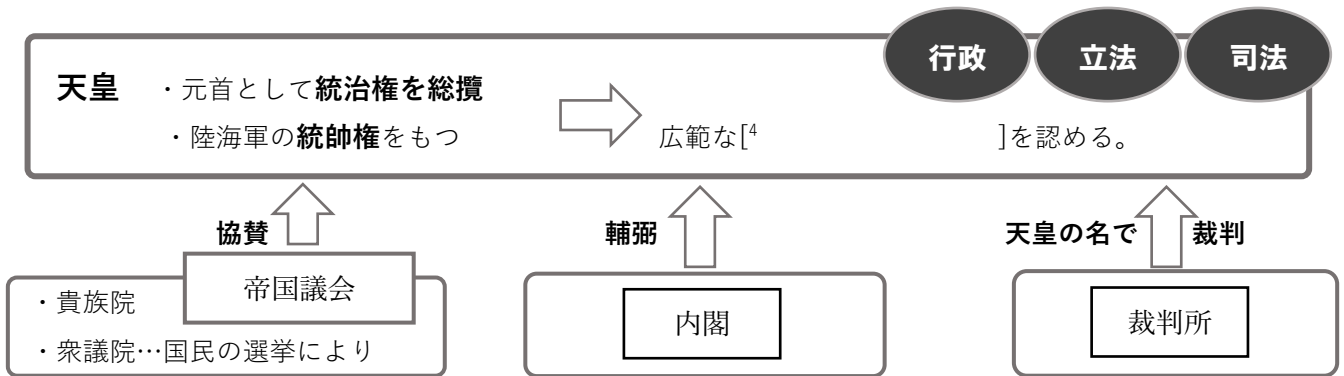 行政
立法
司法
天皇 ・元首として統治権を総攬
・陸海軍の統帥権をもつ
広範な[4 ]を認める。
協賛
輔弼
天皇の名で 裁判
帝国議会
・貴族院
・衆議院…国民の選挙により
内閣
裁判所